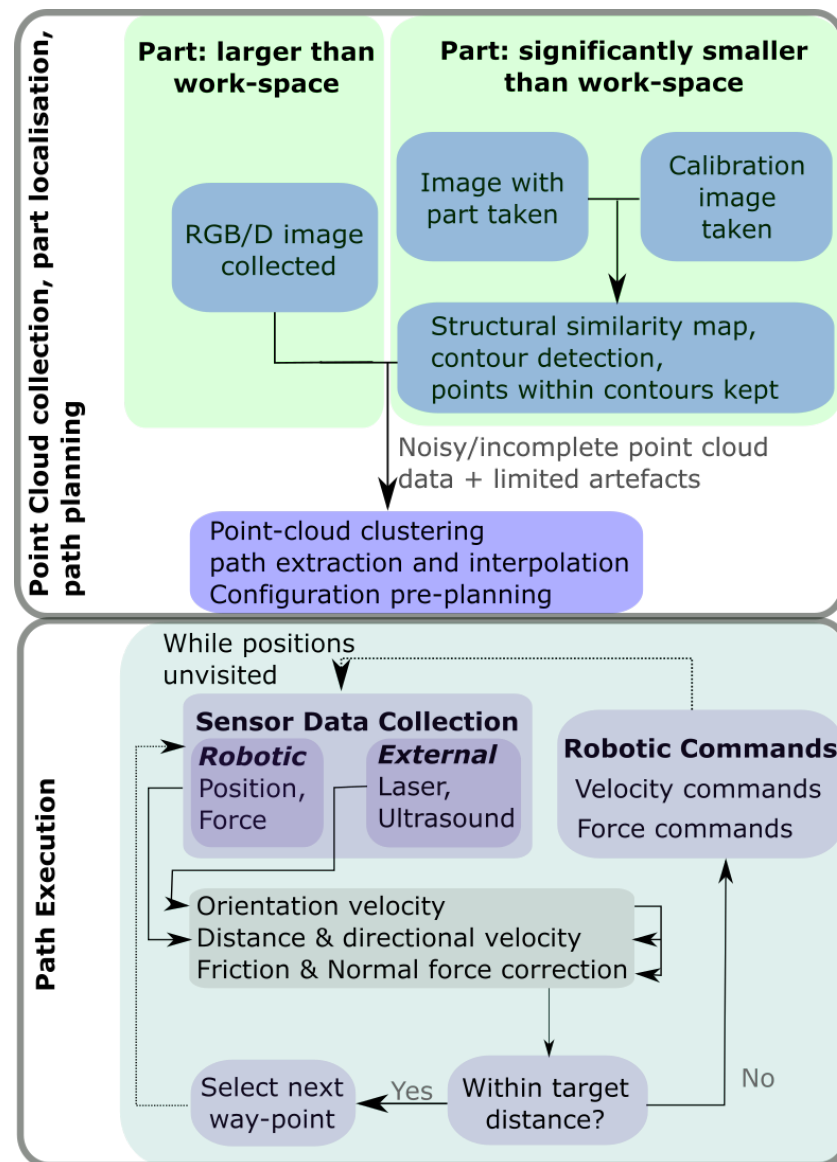 Point Cloud collection, part localisation,
path planning
Part: larger than
work-space
Part: significantly smaller
than work-space
RGB/D image
collected
Image with
part taken
Calibration
image
taken
Structural similarity map,
contour detection,
points within contours kept
Noisy/incomplete point cloud
data + limited artefacts
Point-cloud clustering
path extraction and interpolation
Configuration pre-planning
Path Execution
While positions
unvisited
Sensor Data Collection
Robotic
Position,
Force
External
Laser,
Ultrasound
Robotic Commands
Velocity commands
Force commands
Orientation velocity
Distance & directional velocity
Friction & Normal force correction
Select next
way-point
Yes
Within target
distance?
No